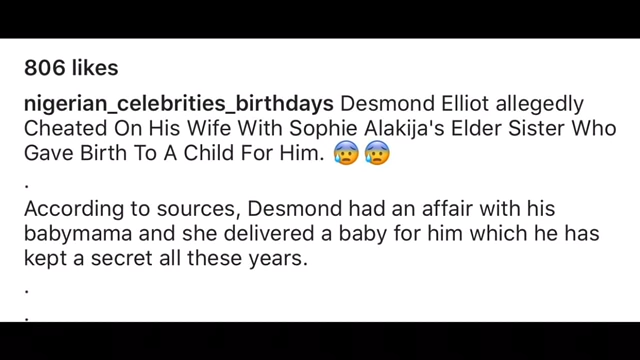 806 likes
nigerian_celebrities_birthdays Desmond Elliot allegedly
Cheated On His Wife With Sophie Alakija's Elder Sister Who
Gave Birth To A Child For Him. 😰😰
.
According to sources, Desmond had an affair with his
babymama and she delivered a baby for him which he has
kept a secret all these years.
.
.